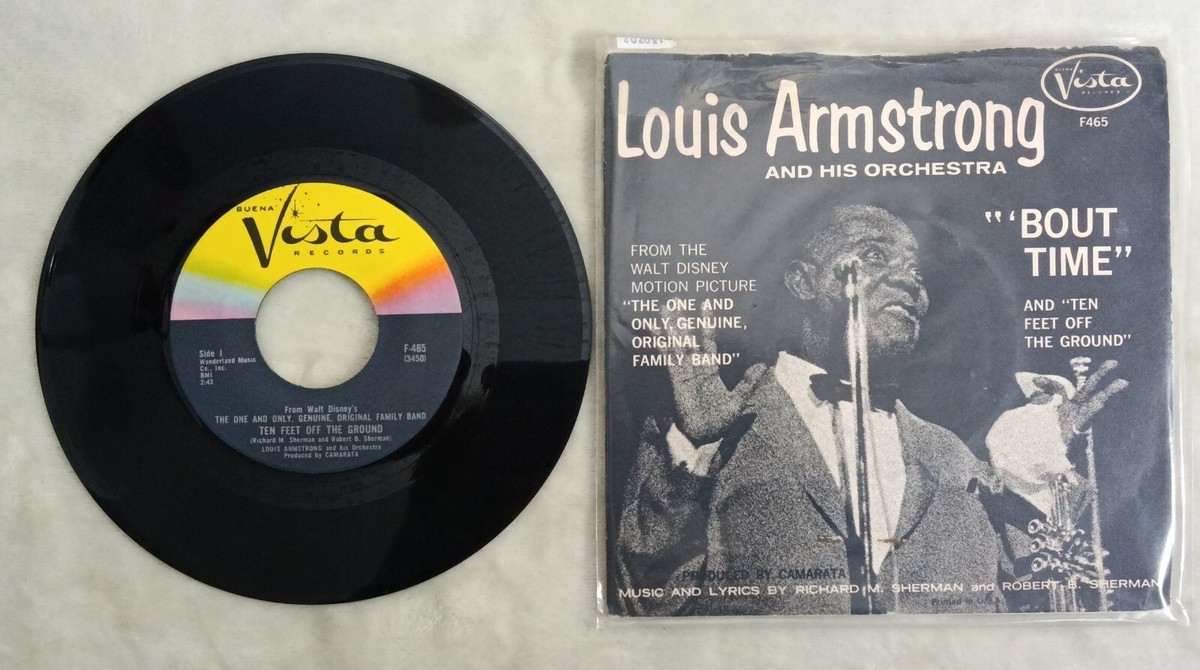 BUENA
Vista
RECORDS
Side 1
Wonderland Music
Co., Inc.
BMI
2:43
F-465
(3450)
From Walt Disney's
THE ONE AND ONLY, GENUINE, ORIGINAL FAMILY BAND
TEN FEET OFF THE GROUND
(Richard M. Sherman and Robert B. Sherman)
LOUIS ARMSTRONG and his Orchestra
Produced by CAMARATA
BUENA
Vista
RECORDS
F465
Louis Armstrong
AND HIS ORCHESTRA
"'BOUT
TIME"
FROM THE
WALT DISNEY
MOTION PICTURE
"THE ONE AND
ONLY, GENUINE,
ORIGINAL
FAMILY BAND"
AND "TEN
FEET OFF
THE GROUND"
PRODUCED BY CAMARATA
MUSIC AND LYRICS BY RICHARD M. SHERMAN and ROBERT B. SHERMAN
Printed in